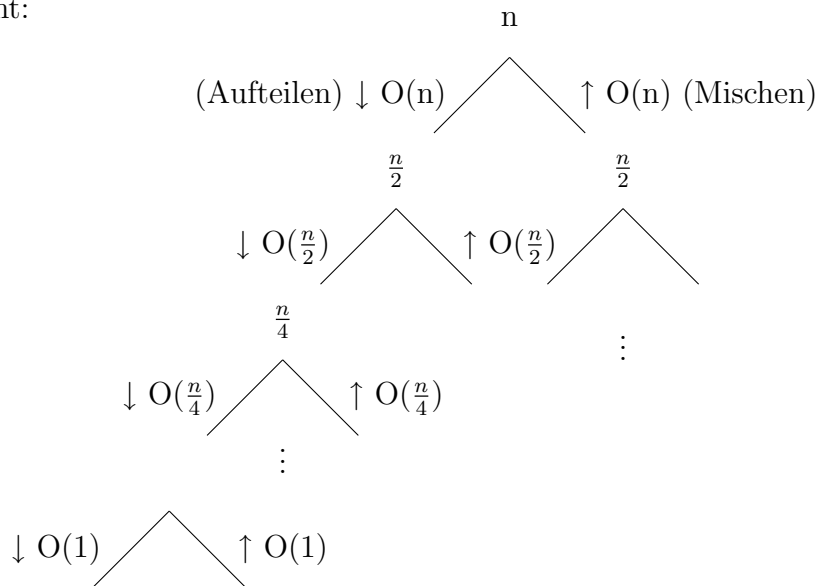 nt:
n
(Aufteilen) ↓ O(n) ↑ O(n) (Mischen)
n/2 n/2
↓ O(n/2) ↑ O(n/2)
n/4
⋮
↓ O(n/4) ↑ O(n/4)
⋮
↓ O(1) ↑ O(1)